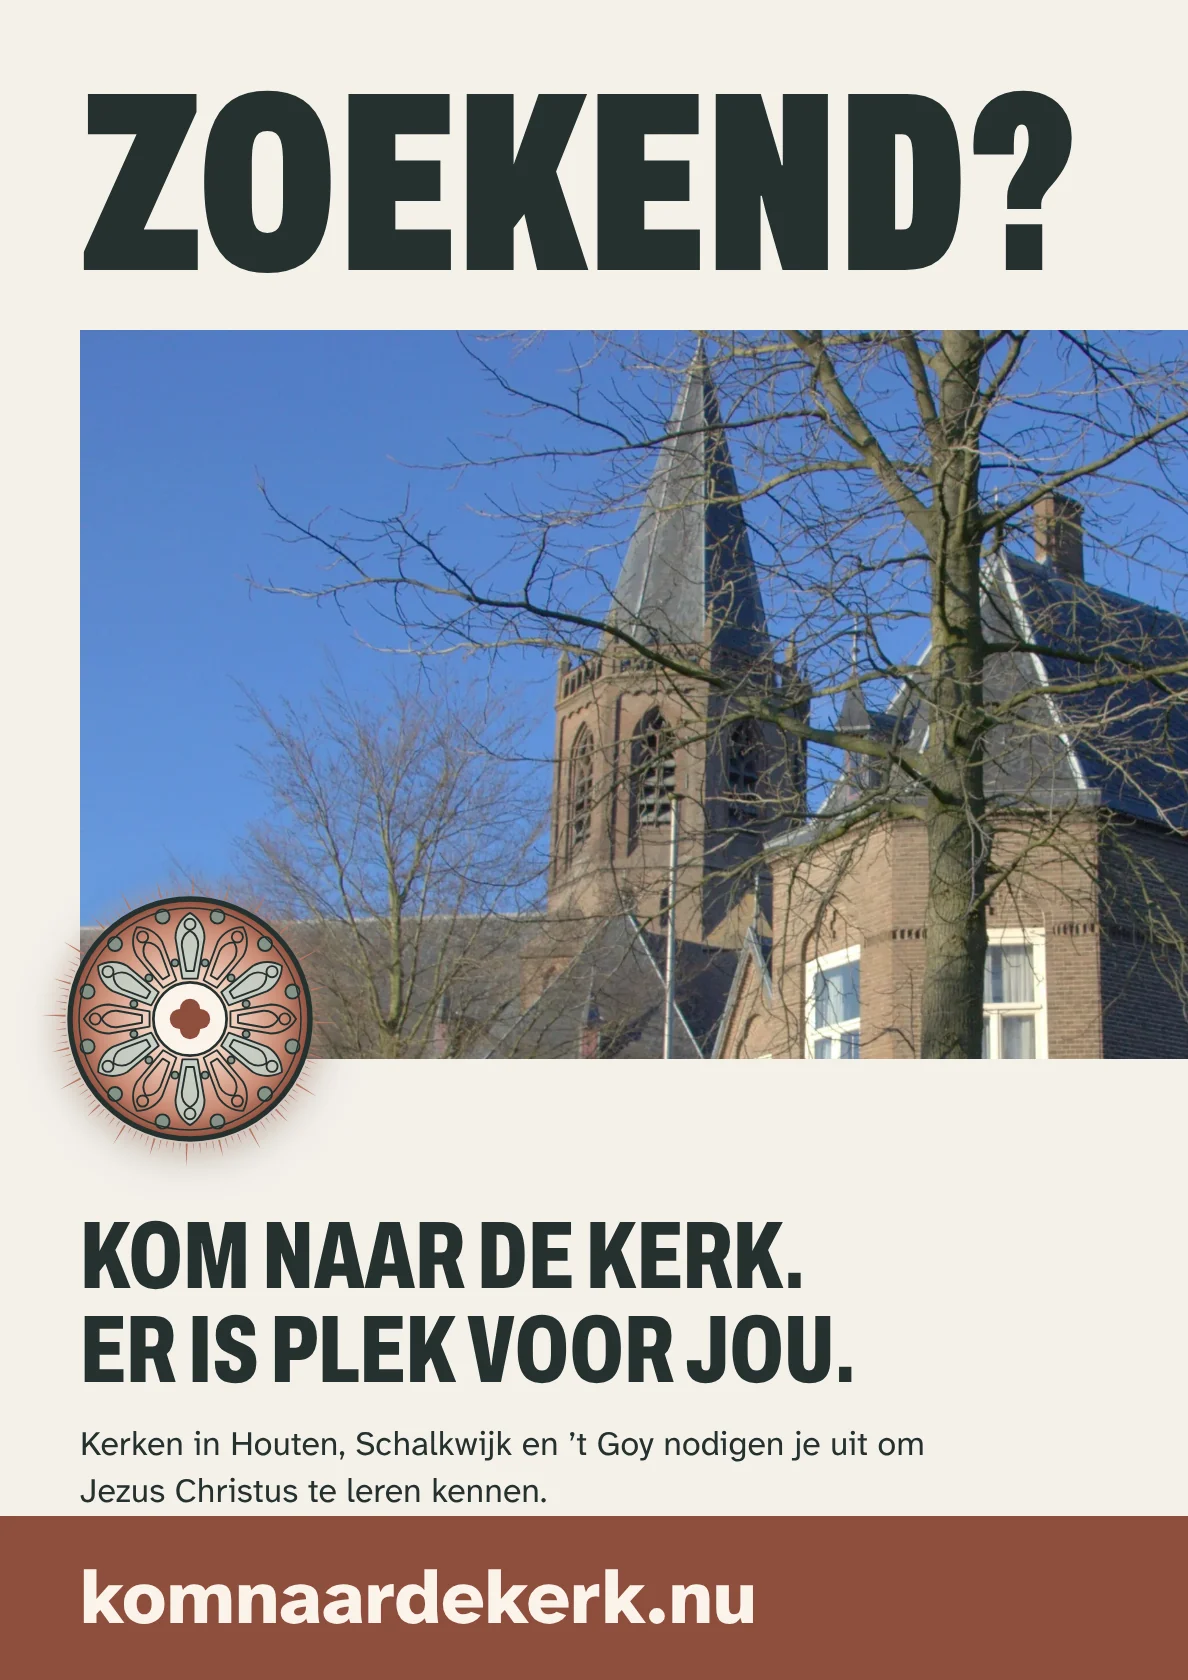 ZOEKEND?
KOM NAAR DE KERK.
ER IS PLEK VOOR JOU.
Kerken in Houten, Schalkwijk en ’t Goy nodigen je uit om
Jezus Christus te leren kennen.
komnaardekerk.nu